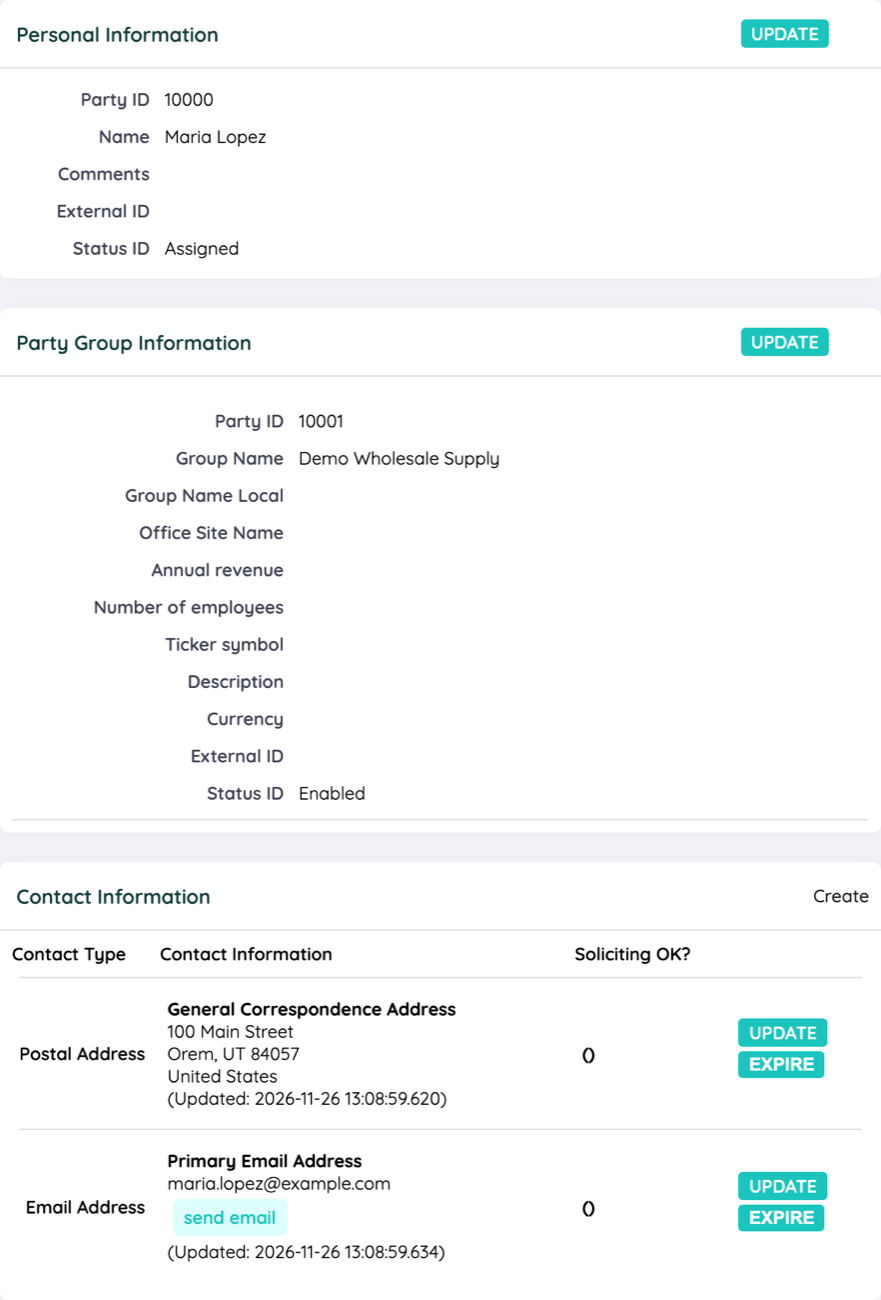 Personal Information UPDATE
Party ID 10000
Name Maria Lopez
Comments
External ID
Status ID Assigned
Party Group Information UPDATE
Party ID 10001
Group Name Demo Wholesale Supply
Group Name Local
Office Site Name
Annual revenue
Number of employees
Ticker symbol
Description
Currency
External ID
Status ID Enabled
Contact Information Create
Contact Type Contact Information Soliciting OK?
Postal Address
General Correspondence Address
100 Main Street
Orem, UT 84057
United States
(Updated: 2026-11-26 13:08:59.620)
()
UPDATE
EXPIRE
Email Address
Primary Email Address
maria.lopez@example.com
send email
(Updated: 2026-11-26 13:08:59.634)
()
UPDATE
EXPIRE